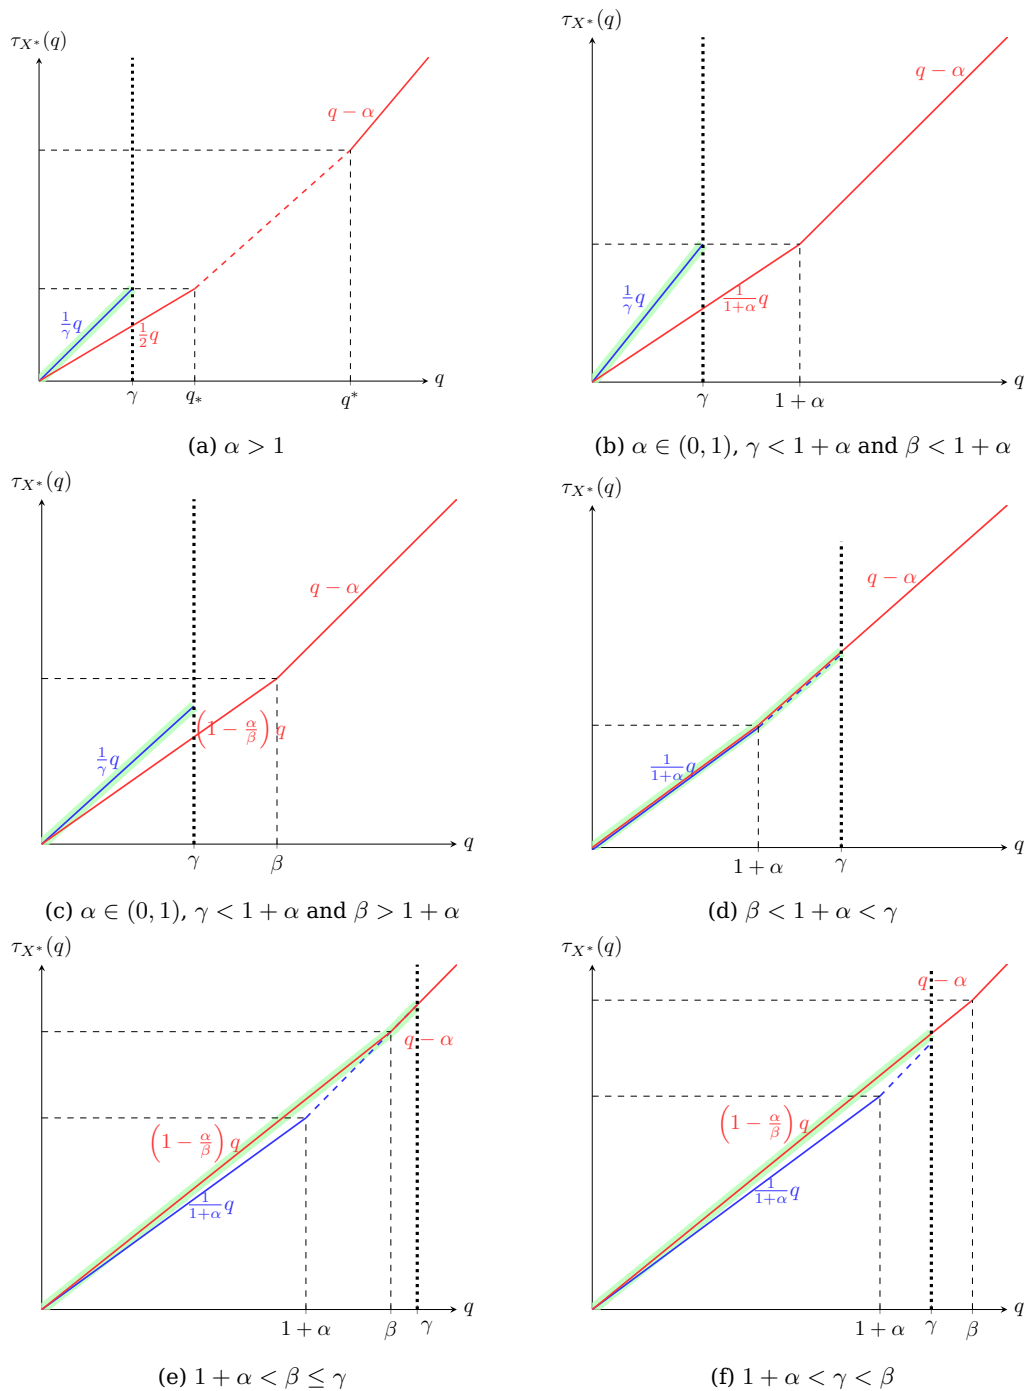 τ_{X*}(q)
q − α
1/γ q
1/2 q
γ
q_*
q^*
q
(a) α > 1
τ_{X*}(q)
q − α
1/γ q
1/(1+α) q
γ
1 + α
q
(b) α ∈ (0, 1), γ < 1 + α and β < 1 + α
τ_{X*}(q)
q − α
(1 − α/β) q
1/γ q
γ
β
q
(c) α ∈ (0, 1), γ < 1 + α and β > 1 + α
τ_{X*}(q)
q − α
1/(1+α) q
1 + α
γ
q
(d) β < 1 + α < γ
τ_{X*}(q)
q − α
(1 − α/β) q
1/(1+α) q
1 + α
β
γ
q
(e) 1 + α < β ≤ γ
τ_{X*}(q)
q − α
(1 − α/β) q
1/(1+α) q
1 + α
γ
β
q
(f) 1 + α < γ < β